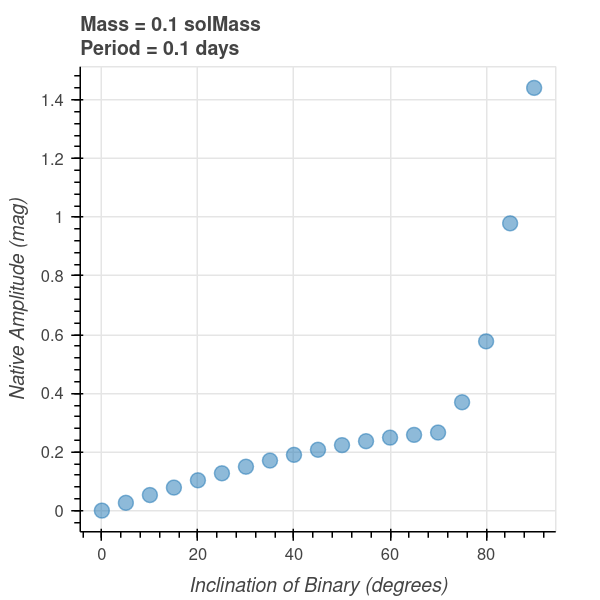 Mass = 0.1 solMass
Period = 0.1 days
Native Amplitude (mag)
1.4
1.2
1
0.8
0.6
0.4
0.2
0
0 20 40 60 80
Inclination of Binary (degrees)